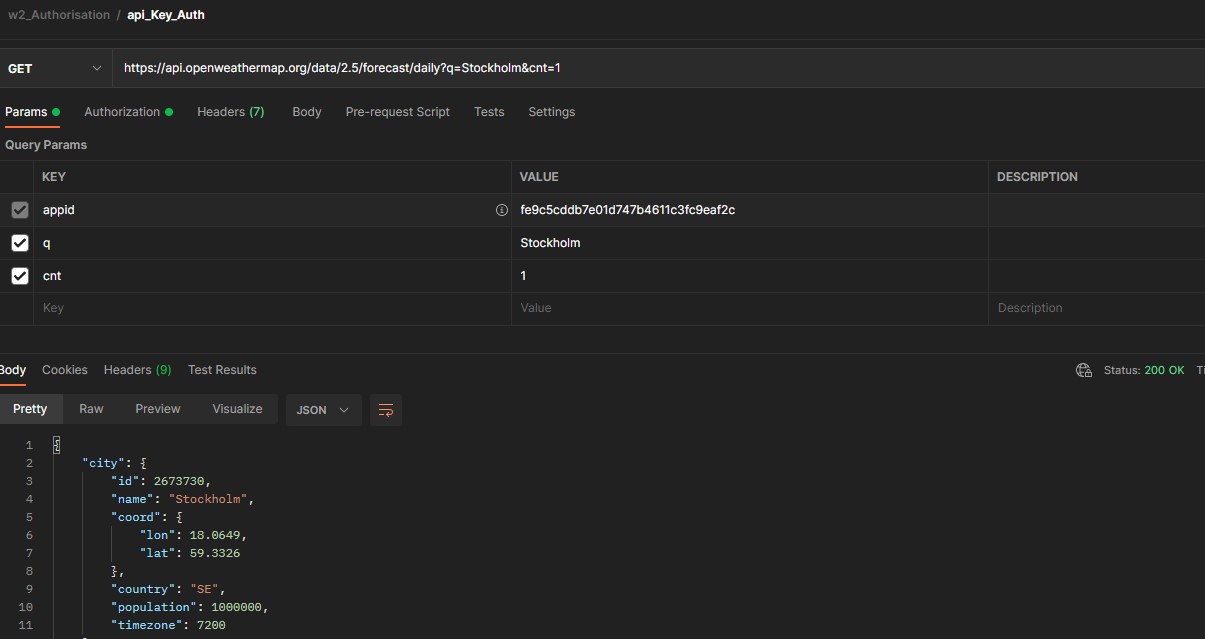 w2_Authorisation / api_Key_Auth
GET https://api.openweathermap.org/data/2.5/forecast/daily?q=Stockholm&cnt=1
Params Authorization Headers (7) Body Pre-request Script Tests Settings
Query Params
KEY VALUE DESCRIPTION
appid fe9c5cddb7e01d747b4611c3fc9eaf2c
q Stockholm
cnt 1
Key Value Description
Body Cookies Headers (9) Test Results Status: 200 OK Ti
Pretty Raw Preview Visualize JSON
1 {
2 "city": {
3 "id": 2673730,
4 "name": "Stockholm",
5 "coord": {
6 "lon": 18.0649,
7 "lat": 59.3326
8 },
9 "country": "SE",
10 "population": 1000000,
11 "timezone": 7200